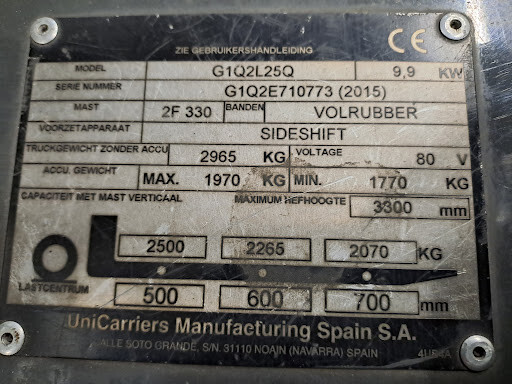 ZIE GEBRUIKERSHANDLEIDING
CE
MODEL G1Q2L25Q 9,9 KW
SERIE NUMMER G1Q2E710773 (2015)
MAST 2F 330 BANDEN VOLRUBBER
VOORZETAPPARAAT SIDESHIFT
TRUCKGEWICHT ZONDER ACCU 2965 KG VOLTAGE 80 V
ACCU. GEWICHT MAX. 1970 KG MIN. 1770 KG
CAPACITEIT MET MAST VERTICAAL MAXIMUM HEFHOOGTE 3300 mm
2500 2265 2070 KG
LASTCENTRUM 500 600 700 mm
UniCarriers Manufacturing Spain S.A.
CALLE SOTO GRANDE, S/N. 31110 NOAIN (NAVARRA) SPAIN